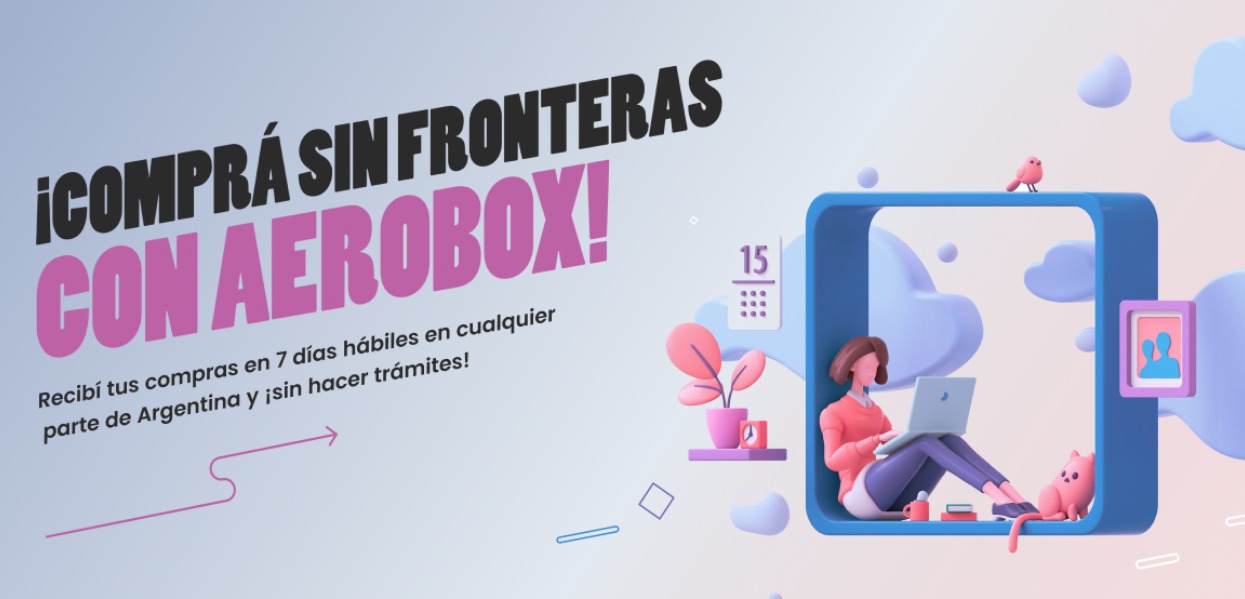 ¡COMPRÁ SIN FRONTERAS
CON AEROBOX!
Recibí tus compras en 7 días hábiles en cualquier
parte de Argentina y ¡sin hacer trámites!
15